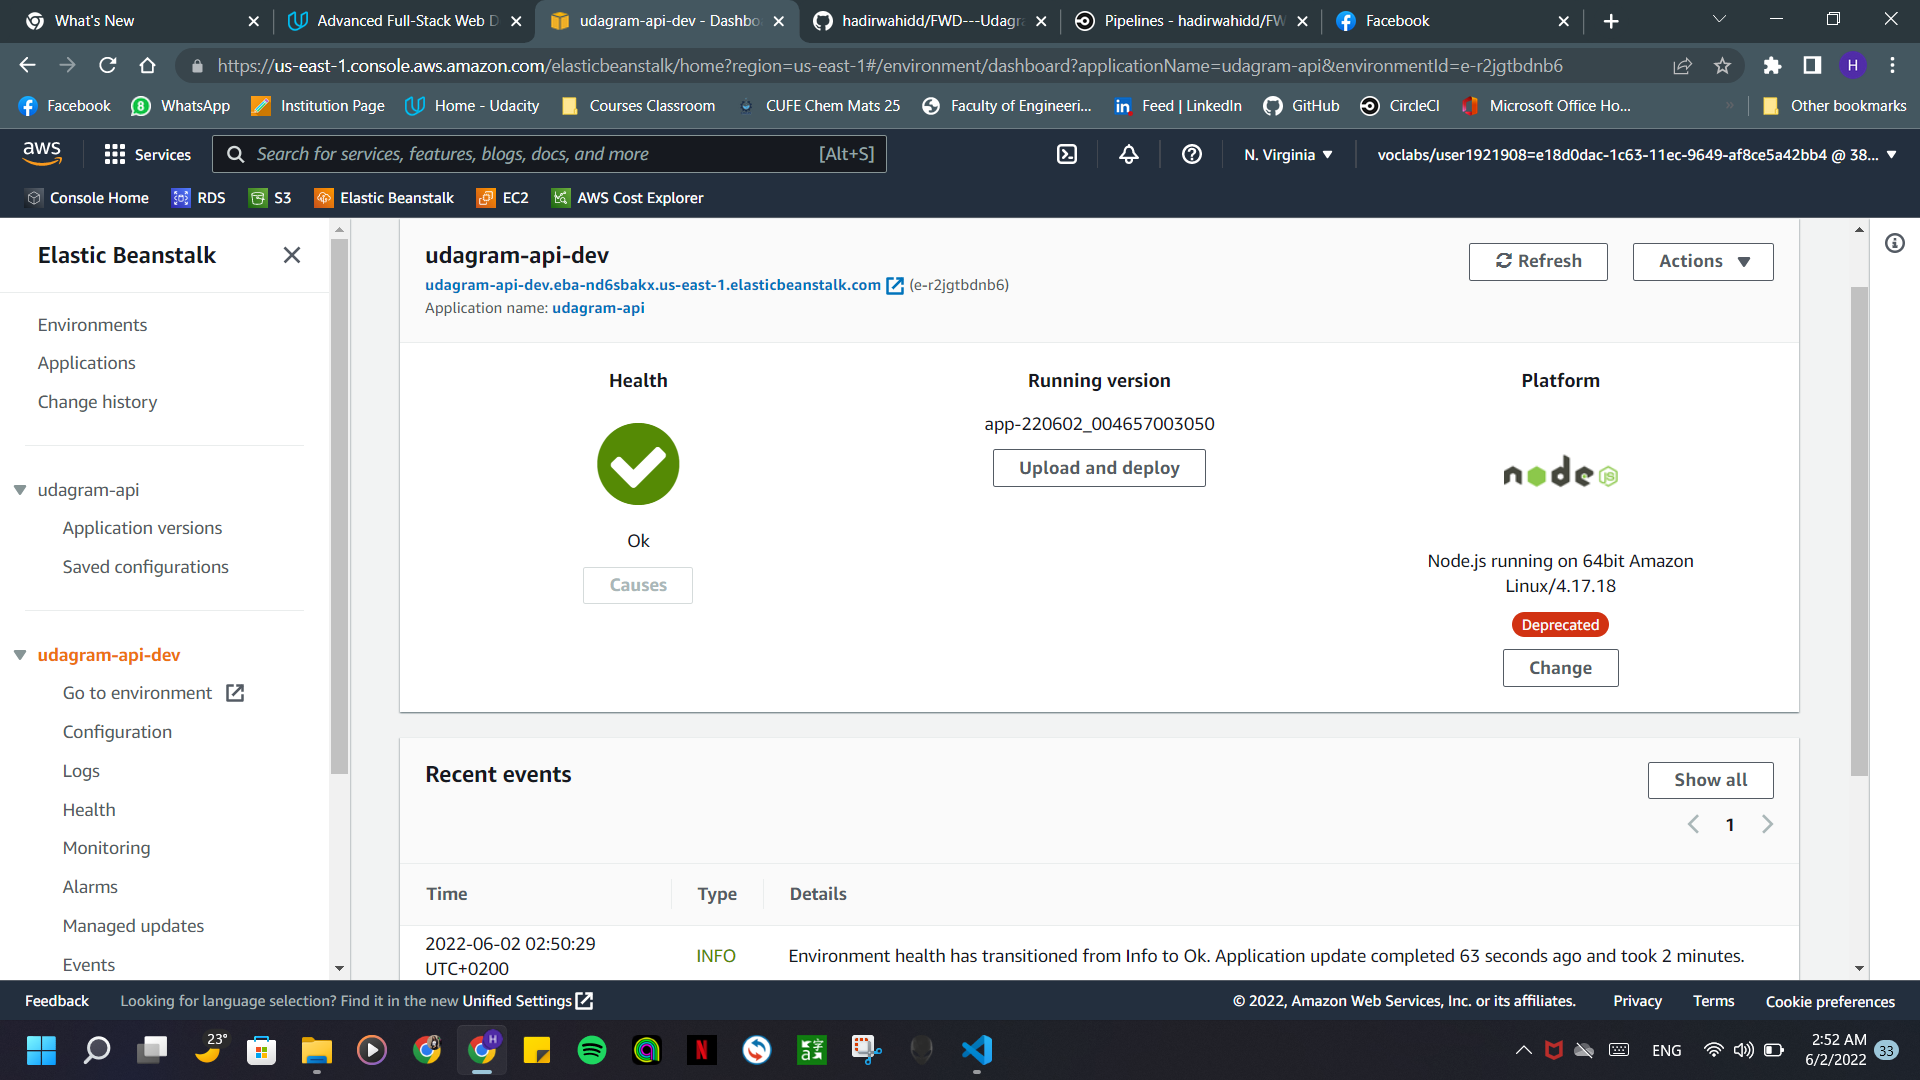 What's New
Advanced Full-Stack Web D
udagram-api-dev - Dashbo
hadirwahidd/FWD---Udagra
Pipelines - hadirwahidd/FW
Facebook
https://us-east-1.console.aws.amazon.com/elasticbeanstalk/home?region=us-east-1#/environment/dashboard?applicationName=udagram-api&environmentId=e-r2jgtbdnb6
H
Facebook
WhatsApp
Institution Page
Home - Udacity
Courses Classroom
CUFE Chem Mats 25
Faculty of Engineeri...
Feed | LinkedIn
GitHub
CircleCI
Microsoft Office Ho...
»
Other bookmarks
aws
Services
Search for services, features, blogs, docs, and more
[Alt+S]
N. Virginia
voclabs/user1921908=e18d0dac-1c63-11ec-9649-af8ce5a42bb4 @ 38...
Console Home
RDS
S3
Elastic Beanstalk
EC2
AWS Cost Explorer
Elastic Beanstalk
Environments
Applications
Change history
udagram-api
Application versions
Saved configurations
udagram-api-dev
Go to environment
Configuration
Logs
Health
Monitoring
Alarms
Managed updates
Events
udagram-api-dev
udagram-api-dev.eba-nd6sbakx.us-east-1.elasticbeanstalk.com (e-r2jgtbdnb6)
Application name: udagram-api
Refresh
Actions
Health
Ok
Causes
Running version
app-220602_004657003050
Upload and deploy
Platform
node
JS
Node.js running on 64bit Amazon
Linux/4.17.18
Deprecated
Change
Recent events
Show all
1
Time
Type
Details
2022-06-02 02:50:29
UTC+0200
INFO
Environment health has transitioned from Info to Ok. Application update completed 63 seconds ago and took 2 minutes.
Feedback
Looking for language selection? Find it in the new Unified Settings
© 2022, Amazon Web Services, Inc. or its affiliates.
Privacy
Terms
Cookie preferences
23°
H
N
ENG
2:52 AM
6/2/2022
33